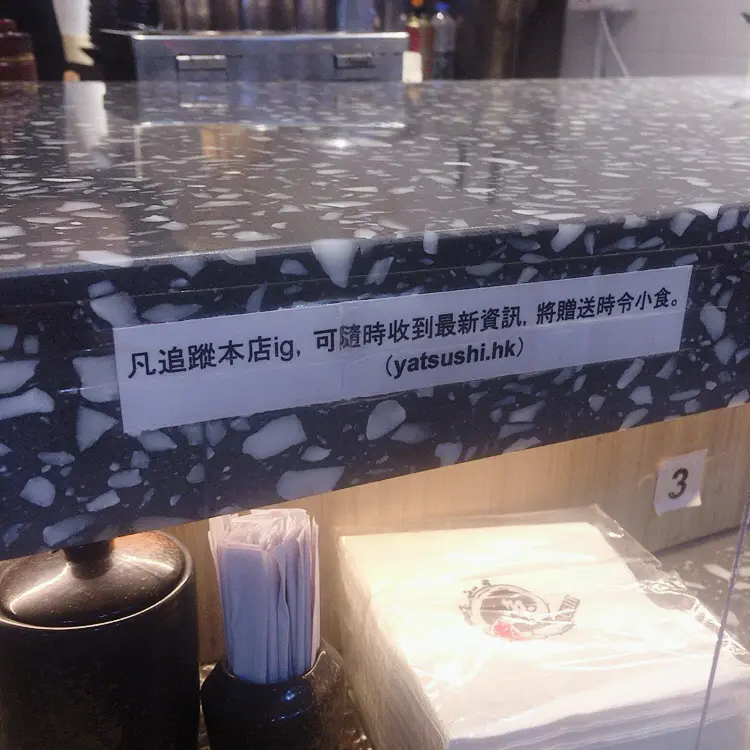 凡追蹤本店ig, 可隨時收到最新資訊, 將贈送時令小食。
（yatsushi.hk）
3